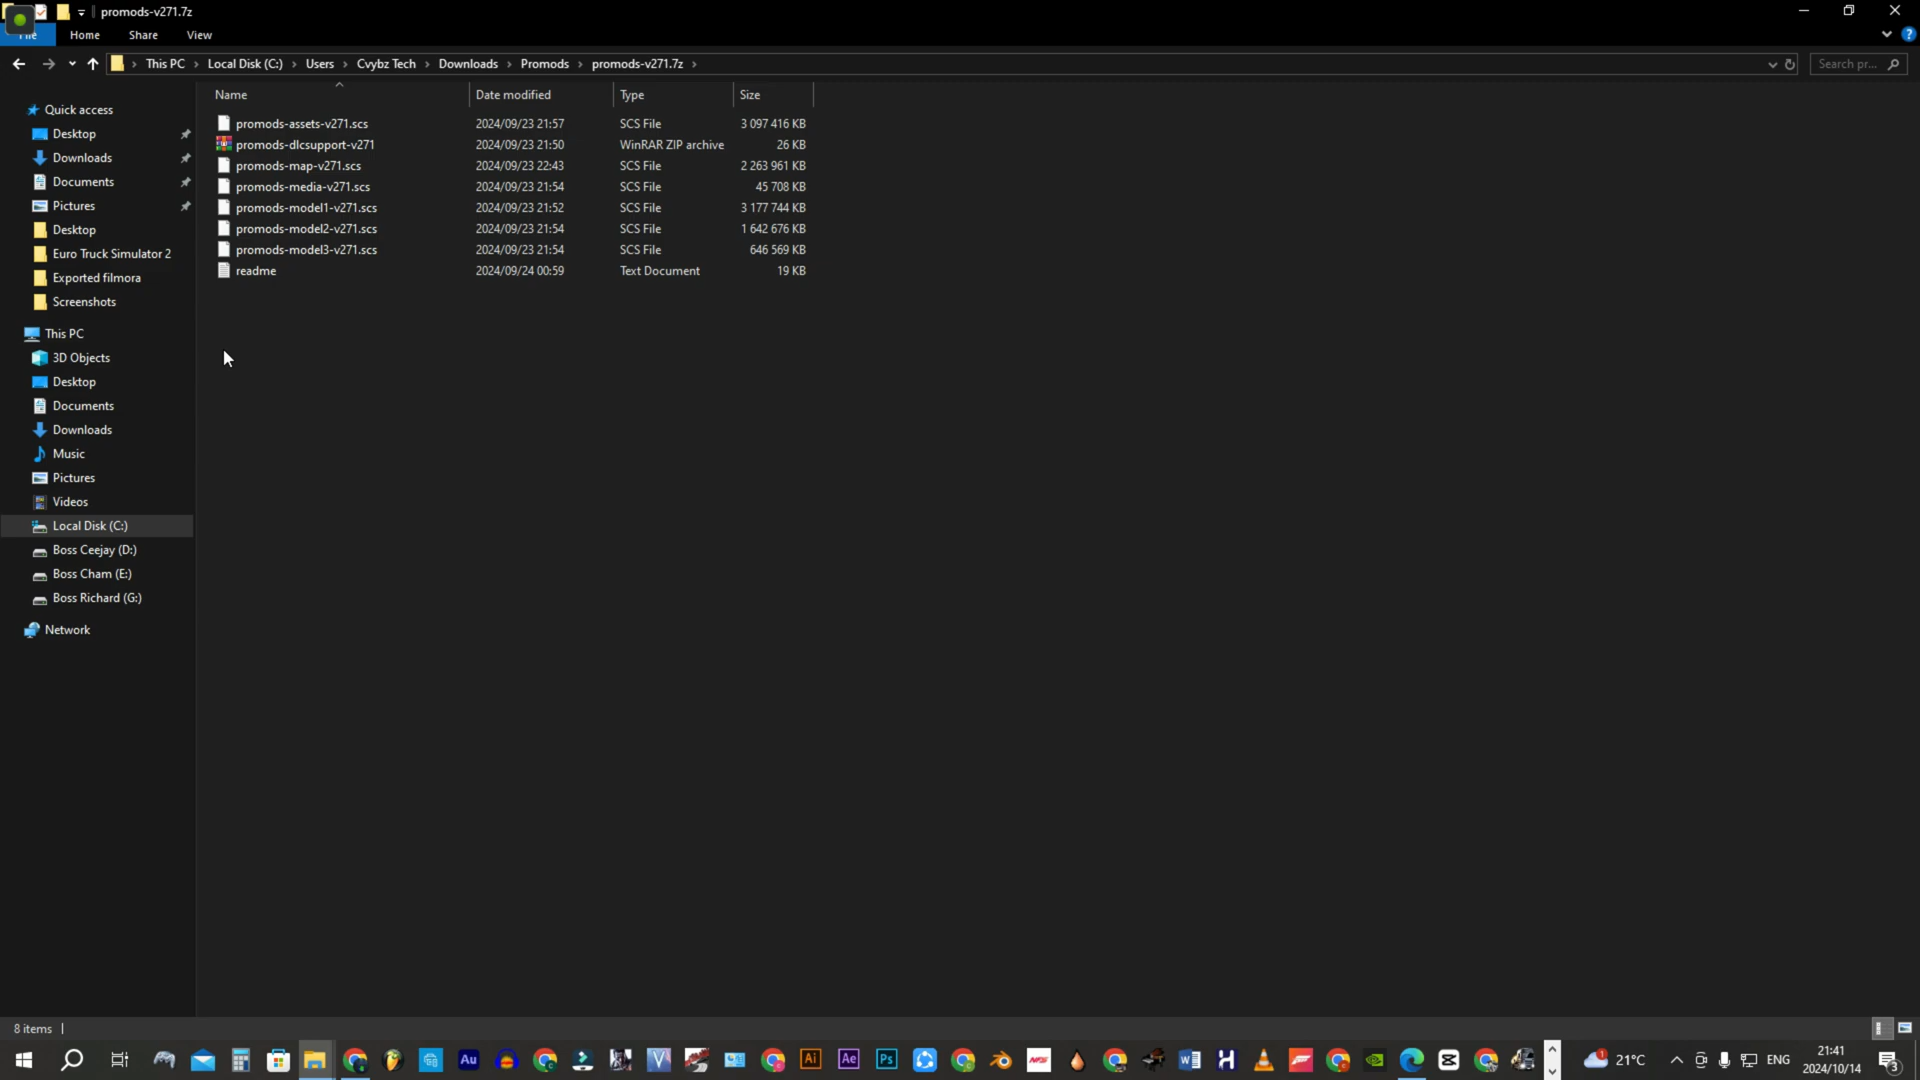 promods-v271.7z
File Home Share View
This PC Local Disk (C:) Users Cvybz Tech Downloads Promods promods-v271.7z
Search pr...
Name Date modified Type Size
promods-assets-v271.scs 2024/09/23 21:57 SCS File 3 097 416 KB
promods-dlcsupport-v271 2024/09/23 21:50 WinRAR ZIP archive 26 KB
promods-map-v271.scs 2024/09/23 22:43 SCS File 2 263 961 KB
promods-media-v271.scs 2024/09/23 21:54 SCS File 45 708 KB
promods-model1-v271.scs 2024/09/23 21:52 SCS File 3 177 744 KB
promods-model2-v271.scs 2024/09/23 21:54 SCS File 1 642 676 KB
promods-model3-v271.scs 2024/09/23 21:54 SCS File 646 569 KB
readme 2024/09/24 00:59 Text Document 19 KB
Quick access
Desktop
Downloads
Documents
Pictures
Desktop
Euro Truck Simulator 2
Exported filmora
Screenshots
This PC
3D Objects
Desktop
Documents
Downloads
Music
Pictures
Videos
Local Disk (C:)
Boss Ceejay (D:)
Boss Cham (E:)
Boss Richard (G:)
Network
8 items
Au
Ai
Ae
Ps
NFS
21°C
ENG
21:41
2024/10/14
3